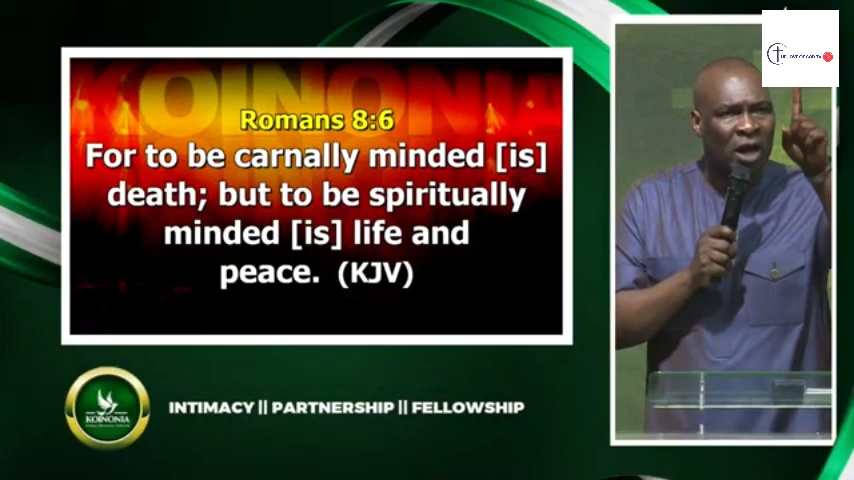 KOINONIA
Romans 8:6
For to be carnally minded [is]
death; but to be spiritually
minded [is] life and
peace. (KJV)
KOINONIA
INTIMACY || PARTNERSHIP || FELLOWSHIP